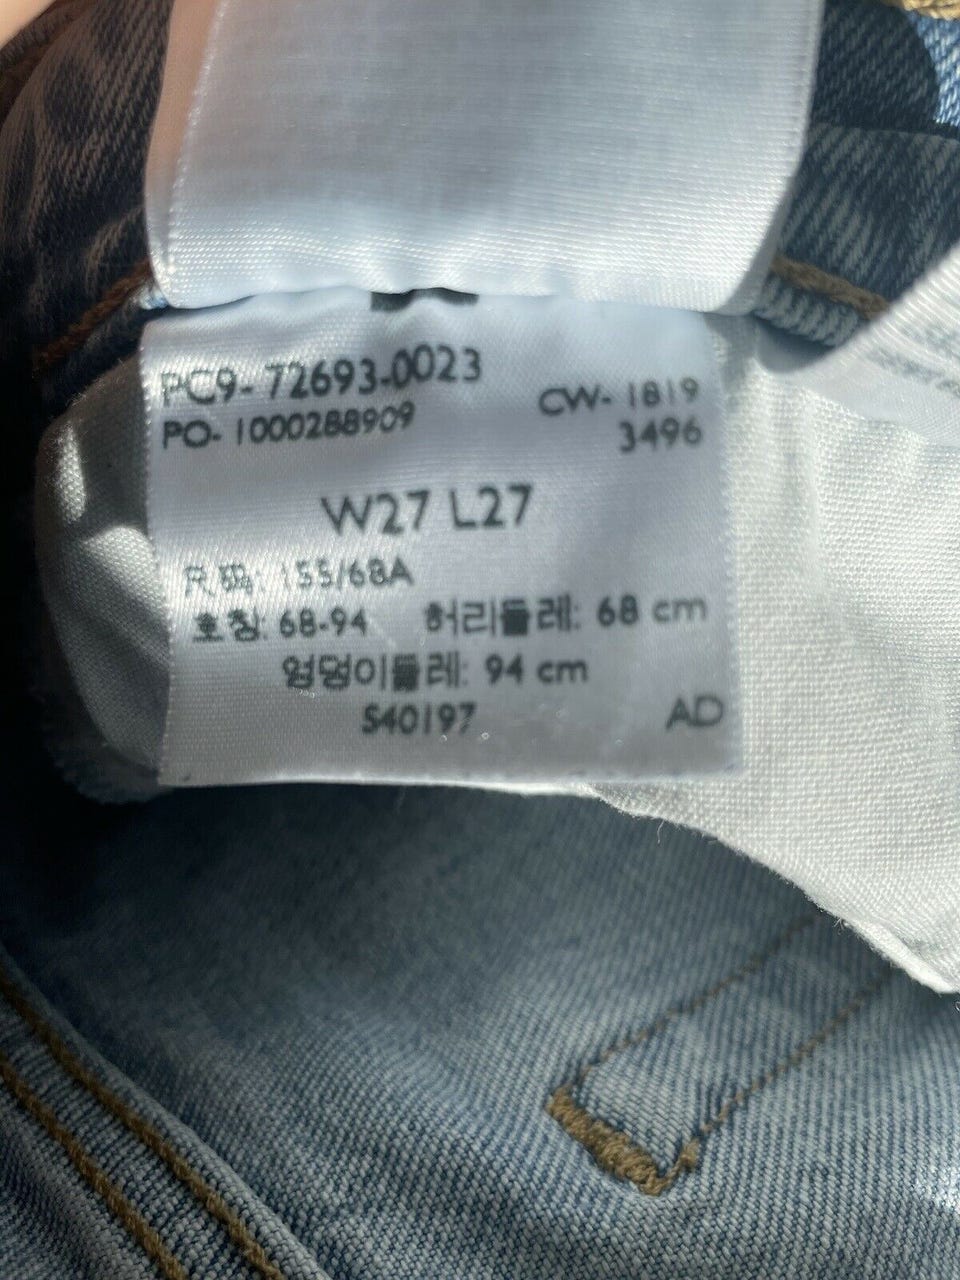 PC9- 72693-0023
PO- 1000288909
CW- 1819
3496
W27 L27
尺码: 155/68A
호칭: 68-94 허리둘레: 68 cm
엉덩이둘레: 94 cm
S40197 AD